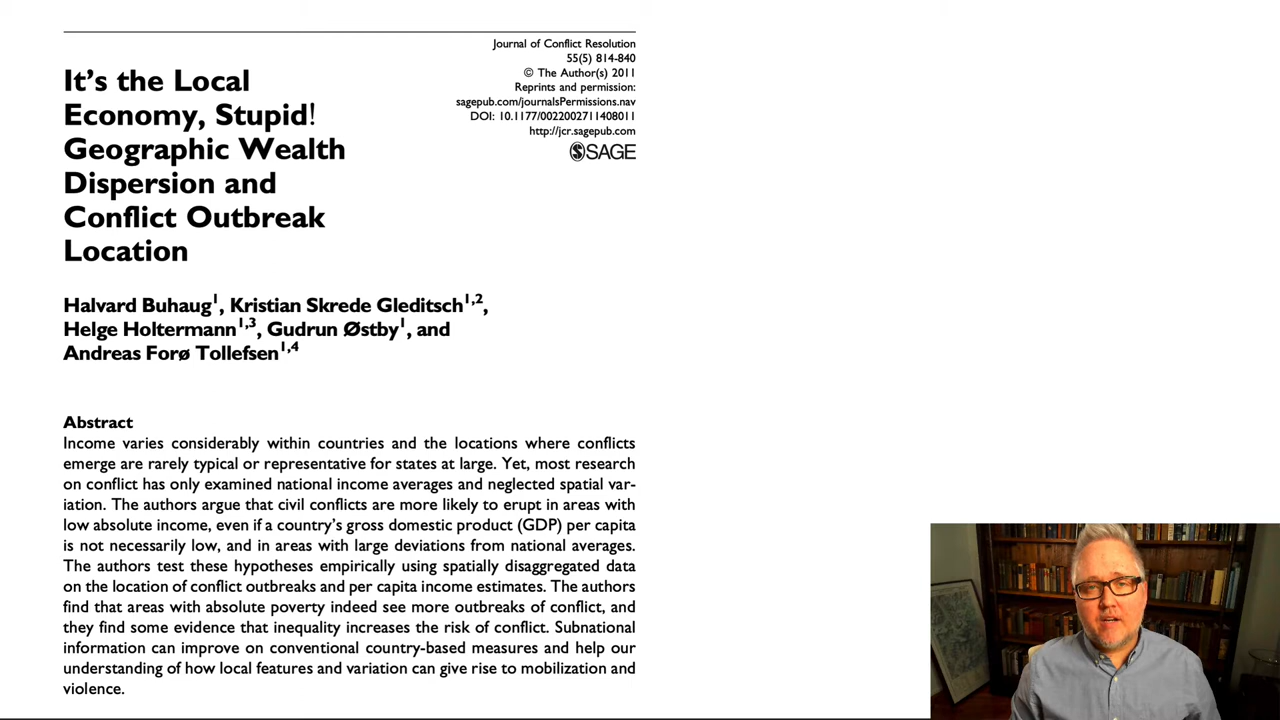 Journal of Conflict Resolution
55(5) 814-840
© The Author(s) 2011
Reprints and permission:
sagepub.com/journalsPermissions.nav
DOI: 10.1177/0022002711408011
http://jcr.sagepub.com
SAGE
It's the Local
Economy, Stupid!
Geographic Wealth
Dispersion and
Conflict Outbreak
Location
Halvard Buhaug1, Kristian Skrede Gleditsch1,2,
Helge Holtermann1,3, Gudrun Østby1, and
Andreas Forø Tollefsen1,4
Abstract
Income varies considerably within countries and the locations where conflicts
emerge are rarely typical or representative for states at large. Yet, most research
on conflict has only examined national income averages and neglected spatial var-
iation. The authors argue that civil conflicts are more likely to erupt in areas with
low absolute income, even if a country's gross domestic product (GDP) per capita
is not necessarily low, and in areas with large deviations from national averages.
The authors test these hypotheses empirically using spatially disaggregated data
on the location of conflict outbreaks and per capita income estimates. The authors
find that areas with absolute poverty indeed see more outbreaks of conflict, and
they find some evidence that inequality increases the risk of conflict. Subnational
information can improve on conventional country-based measures and help our
understanding of how local features and variation can give rise to mobilization and
violence.